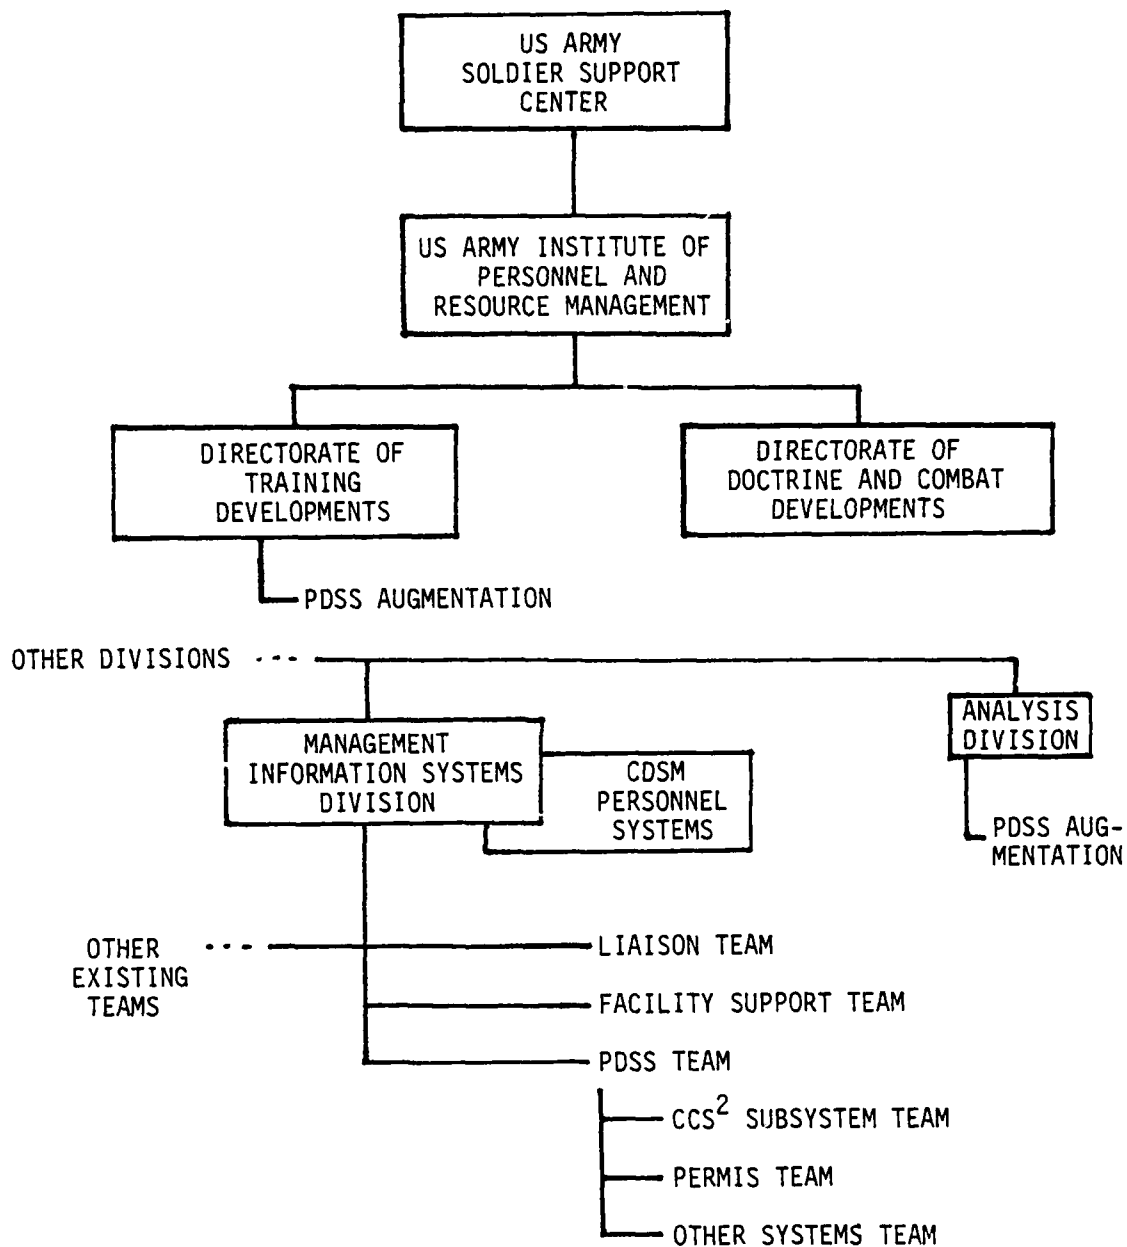 US ARMY
SOLDIER SUPPORT
CENTER
US ARMY INSTITUTE OF
PERSONNEL AND
RESOURCE MANAGEMENT
DIRECTORATE OF
TRAINING
DEVELOPMENTS
DIRECTORATE OF
DOCTRINE AND COMBAT
DEVELOPMENTS
PDSS AUGMENTATION
OTHER DIVISIONS ...
MANAGEMENT
INFORMATION SYSTEMS
DIVISION
CDSM
PERSONNEL
SYSTEMS
ANALYSIS
DIVISION
PDSS AUG-
MENTATION
OTHER ...
EXISTING
TEAMS
LIAISON TEAM
FACILITY SUPPORT TEAM
PDSS TEAM
CCS² SUBSYSTEM TEAM
PERMIS TEAM
OTHER SYSTEMS TEAM